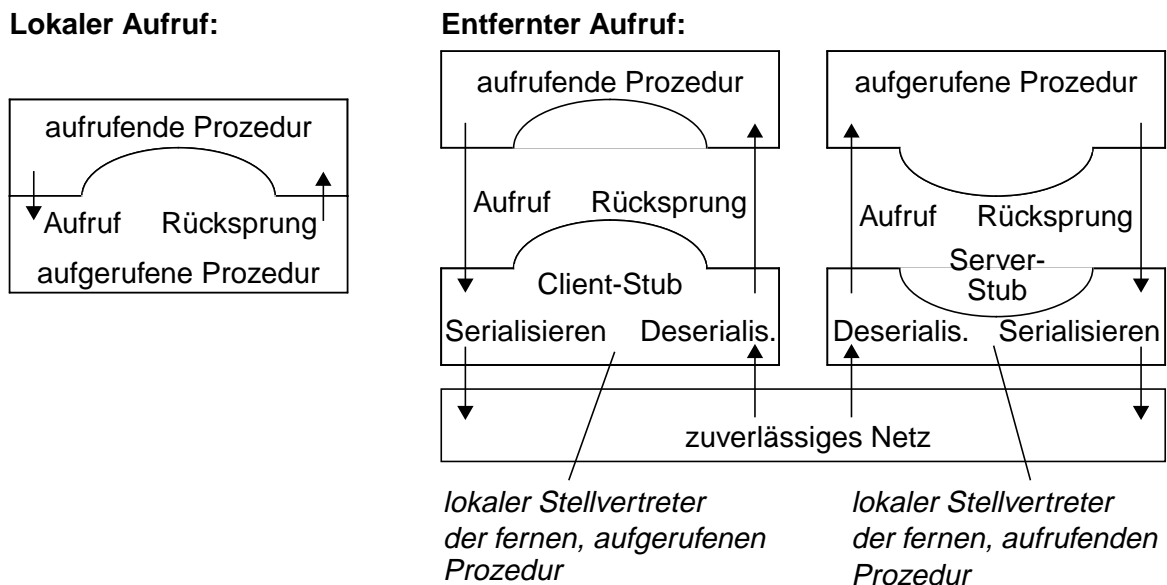 Lokaler Aufruf:
aufrufende Prozedur
Aufruf Rücksprung
aufgerufene Prozedur
Entfernter Aufruf:
aufrufende Prozedur
Aufruf Rücksprung
Client-Stub
Serialisieren Deserialis.
aufgerufene Prozedur
Aufruf Rücksprung
Server-
Stub
Deserialis. Serialisieren
zuverlässiges Netz
lokaler Stellvertreter
der fernen, aufgerufenen
Prozedur
lokaler Stellvertreter
der fernen, aufrufenden
Prozedur